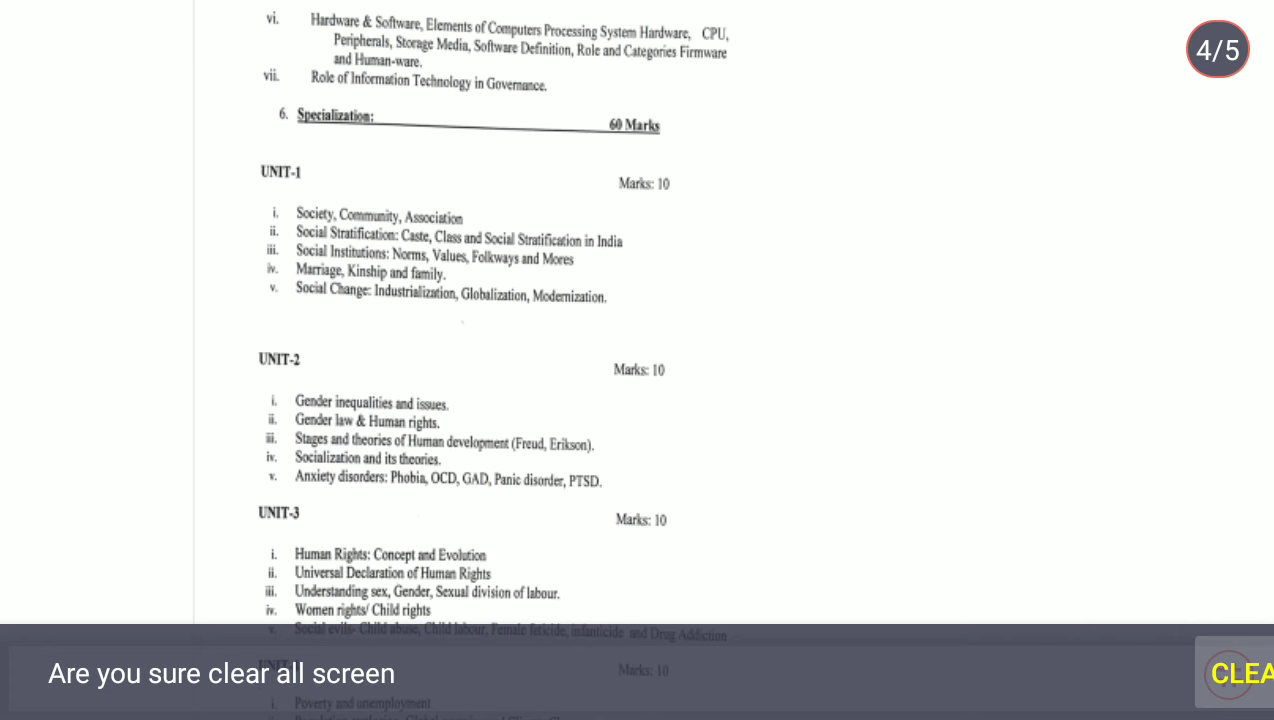 vi. Hardware & Software, Elements of Computers Processing System Hardware, CPU,
Peripherals, Storage Media, Software Definition, Role and Categories Firmware
and Human-ware.
vii. Role of Information Technology in Governance.
4/5
6. Specialization: 60 Marks
UNIT-1
Marks: 10
i. Society, Community, Association
ii. Social Stratification: Caste, Class and Social Stratification in India
iii. Social Institutions: Norms, Values, Folkways and Mores
iv. Marriage, Kinship and family.
v. Social Change: Industrialization, Globalization, Modernization.
UNIT-2
Marks: 10
i. Gender inequalities and issues.
ii. Gender law & Human rights.
iii. Stages and theories of Human development (Freud, Erikson).
iv. Socialization and its theories.
v. Anxiety disorders: Phobia, OCD, GAD, Panic disorder, PTSD.
UNIT-3
Marks: 10
i. Human Rights: Concept and Evolution
ii. Universal Declaration of Human Rights
iii. Understanding sex, Gender, Sexual division of labour.
iv. Women rights/ Child rights
v. Social evils- Child abuse, Child labour, Female feticide, infanticide and Drug Addiction
Marks: 10
Are you sure clear all screen
CLEA
i. Poverty and unemployment